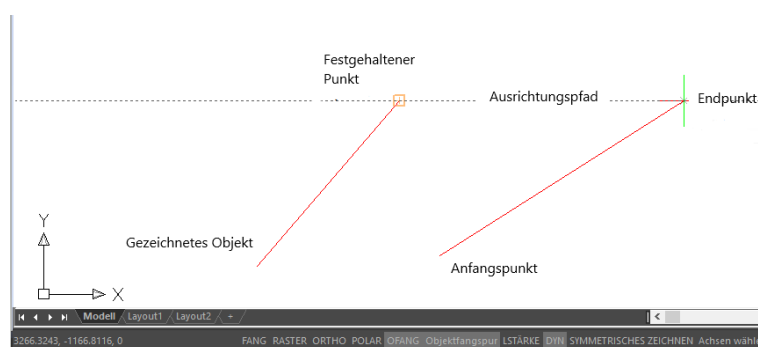 Festgehaltener
Punkt
Ausrichtungspfad
Endpunkt
Y
Gezeichnetes Objekt
Anfangspunkt
X
Modell Layout1 Layout2 +
3266.3243, -1166.8116, 0 FANG RASTER ORTHO POLAR OFANG Objektfangspur LSTÄRKE DYN SYMMETRISCHES ZEICHNEN Achsen wähle